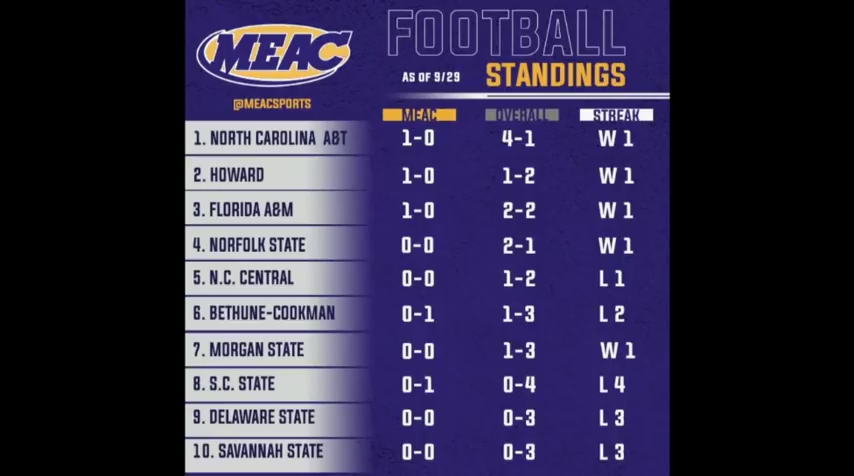 MEAC
FOOTBALL
AS OF 9/29 STANDINGS
@MEACSPORTS
MEAC OVERALL STREAK
1. NORTH CAROLINA A&T 1-0 4-1 W 1
2. HOWARD 1-0 1-2 W 1
3. FLORIDA A&M 1-0 2-2 W 1
4. NORFOLK STATE 0-0 2-1 W 1
5. N.C. CENTRAL 0-0 1-2 L 1
6. BETHUNE-COOKMAN 0-1 1-3 L 2
7. MORGAN STATE 0-0 1-3 W 1
8. S.C. STATE 0-1 0-4 L 4
9. DELAWARE STATE 0-0 0-3 L 3
10. SAVANNAH STATE 0-0 0-3 L 3